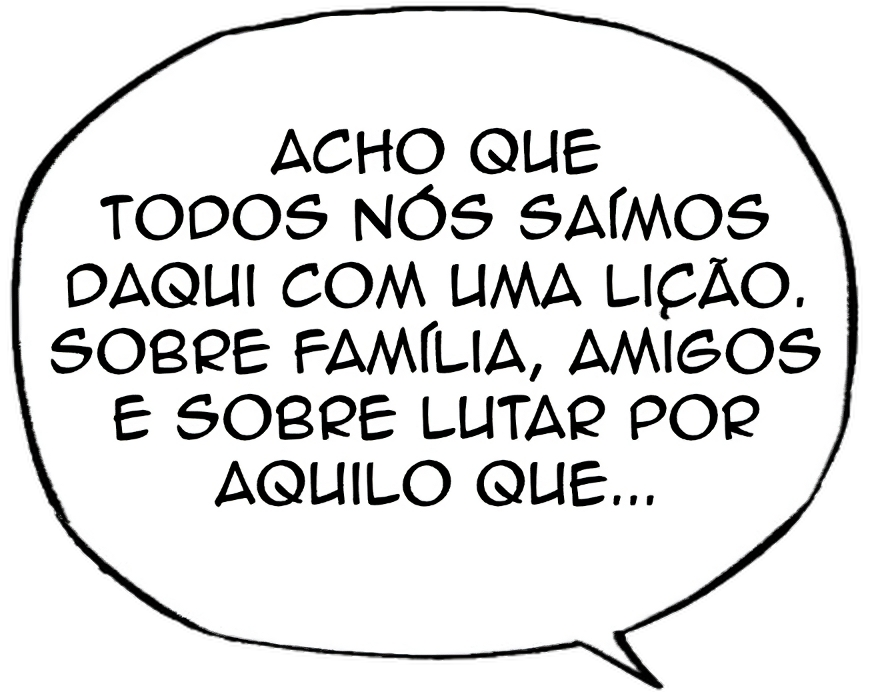 ACHO QUE
TODOS NÓS SAÍMOS
DAQUI COM UMA LIÇÃO.
SOBRE FAMÍLIA, AMIGOS
E SOBRE LUTAR POR
AQUILO QUE...